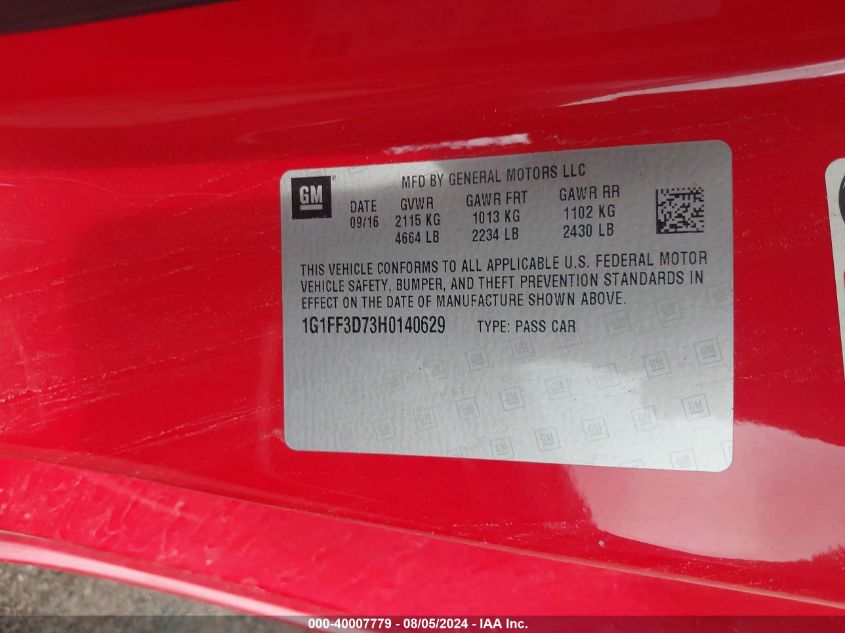 GM
MFD BY GENERAL MOTORS LLC
DATE GVWR GAWR FRT GAWR RR
09/16 2115 KG 1013 KG 1102 KG
4664 LB 2234 LB 2430 LB
THIS VEHICLE CONFORMS TO ALL APPLICABLE U.S. FEDERAL MOTOR
VEHICLE SAFETY, BUMPER, AND THEFT PREVENTION STANDARDS IN
EFFECT ON THE DATE OF MANUFACTURE SHOWN ABOVE.
1G1FF3D73H0140629 TYPE: PASS CAR
000-40007779 - 08/05/2024 - IAA Inc.